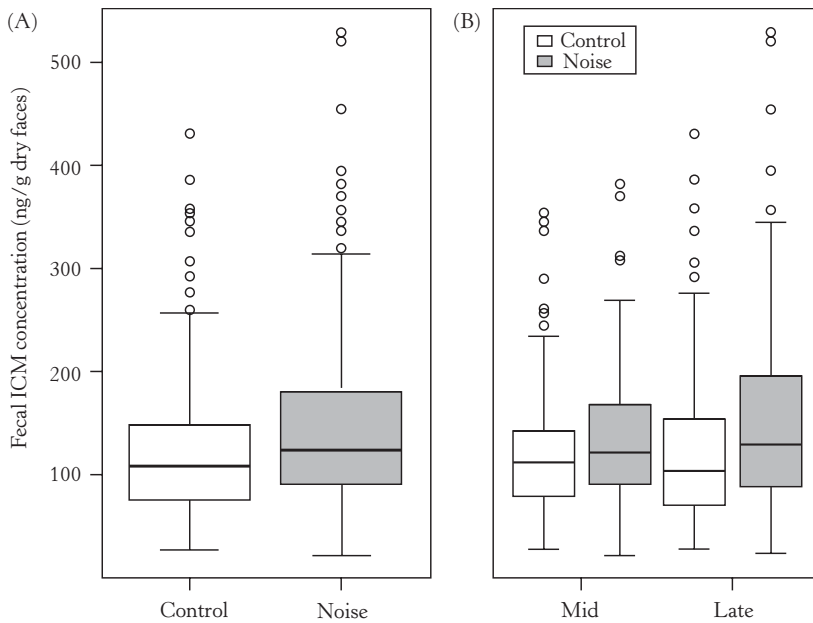 (A)
Fecal ICM concentration (ng/g dry faces)
500
400
300
200
100
Control
Noise
(B)
Control
Noise
Mid
Late